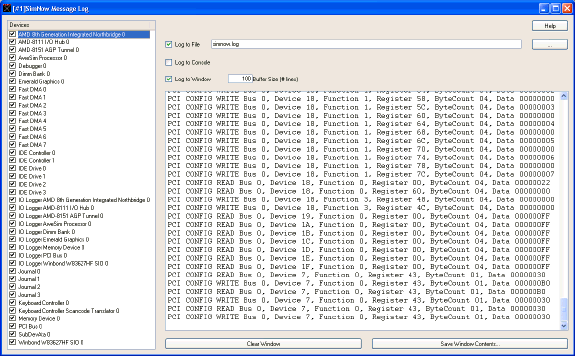 [#1]SimNow Message Log
Devices
AMD 8th Generation Integrated Northbridge 0
AMD-8111 I/O Hub 0
AMD-8151 AGP Tunnel 0
AweSim Processor 0
Debugger 0
Dimm Bank 0
Emerald Graphics 0
Fast DMA 0
Fast DMA 1
Fast DMA 2
Fast DMA 3
Fast DMA 4
Fast DMA 5
Fast DMA 6
Fast DMA 7
IDE Controller 0
IDE Controller 1
IDE Drive 0
IDE Drive 1
IDE Drive 2
IDE Drive 3
IO Logger AMD 8th Generation Integrated Northbridge 0
IO Logger AMD-8111 I/O Hub 0
IO Logger AMD-8151 AGP Tunnel 0
IO Logger AweSim Processor 0
IO Logger Dimm Bank 0
IO Logger Emerald Graphics 0
IO Logger Memory Device 0
IO Logger PCI Bus 0
IO Logger Winbond W83627HF SIO 0
Journal 0
Journal 1
Journal 2
Journal 3
Keyboard Controller 0
Keyboard Controller Scancode Translator 0
Memory Device 0
PCI Bus 0
SubDevAta 0
Winbond W83627HF SIO 0
Help
Log to File
simnow.log
...
Log to Console
Log to Window
100
Buffer Size (# lines)
PCI CONFIG WRITE Bus 0, Device 18, Function 1, Register 58, ByteCount 04, Data 00000000
PCI CONFIG WRITE Bus 0, Device 18, Function 1, Register 5C, ByteCount 04, Data 00000003
PCI CONFIG WRITE Bus 0, Device 18, Function 1, Register 60, ByteCount 04, Data 00000000
PCI CONFIG WRITE Bus 0, Device 18, Function 1, Register 64, ByteCount 04, Data 00000004
PCI CONFIG WRITE Bus 0, Device 18, Function 1, Register 68, ByteCount 04, Data 00000000
PCI CONFIG WRITE Bus 0, Device 18, Function 1, Register 6C, ByteCount 04, Data 00000005
PCI CONFIG WRITE Bus 0, Device 18, Function 1, Register 70, ByteCount 04, Data 00000000
PCI CONFIG WRITE Bus 0, Device 18, Function 1, Register 74, ByteCount 04, Data 00000006
PCI CONFIG WRITE Bus 0, Device 18, Function 1, Register 78, ByteCount 04, Data 00000000
PCI CONFIG WRITE Bus 0, Device 18, Function 1, Register 7C, ByteCount 04, Data 00000007
PCI CONFIG READ Bus 0, Device 18, Function 0, Register 00, ByteCount 04, Data 00000022
PCI CONFIG READ Bus 0, Device 18, Function 0, Register 60, ByteCount 04, Data 00000000
PCI CONFIG WRITE Bus 0, Device 18, Function 3, Register 48, ByteCount 04, Data 00000000
PCI CONFIG WRITE Bus 0, Device 18, Function 0, Register 60, ByteCount 04, Data 00000000
PCI CONFIG READ Bus 0, Device 19, Function 0, Register 00, ByteCount 04, Data 000000FF
PCI CONFIG READ Bus 0, Device 1A, Function 0, Register 00, ByteCount 04, Data 000000FF
PCI CONFIG READ Bus 0, Device 1B, Function 0, Register 00, ByteCount 04, Data 000000FF
PCI CONFIG READ Bus 0, Device 1C, Function 0, Register 00, ByteCount 04, Data 000000FF
PCI CONFIG READ Bus 0, Device 1D, Function 0, Register 00, ByteCount 04, Data 000000FF
PCI CONFIG READ Bus 0, Device 1E, Function 0, Register 00, ByteCount 04, Data 000000FF
PCI CONFIG READ Bus 0, Device 1F, Function 0, Register 00, ByteCount 04, Data 000000FF
PCI CONFIG READ Bus 0, Device 7, Function 0, Register 43, ByteCount 01, Data 00000030
PCI CONFIG WRITE Bus 0, Device 7, Function 0, Register 43, ByteCount 01, Data 000000B0
PCI CONFIG READ Bus 0, Device 7, Function 0, Register 43, ByteCount 01, Data 000000B0
PCI CONFIG WRITE Bus 0, Device 7, Function 0, Register 43, ByteCount 01, Data 00000030
PCI CONFIG READ Bus 0, Device 7, Function 0, Register 43, ByteCount 01, Data 00000030
PCI CONFIG WRITE Bus 0, Device 7, Function 0, Register 43, ByteCount 01, Data 00000030
Clear Window
Save Window Contents...